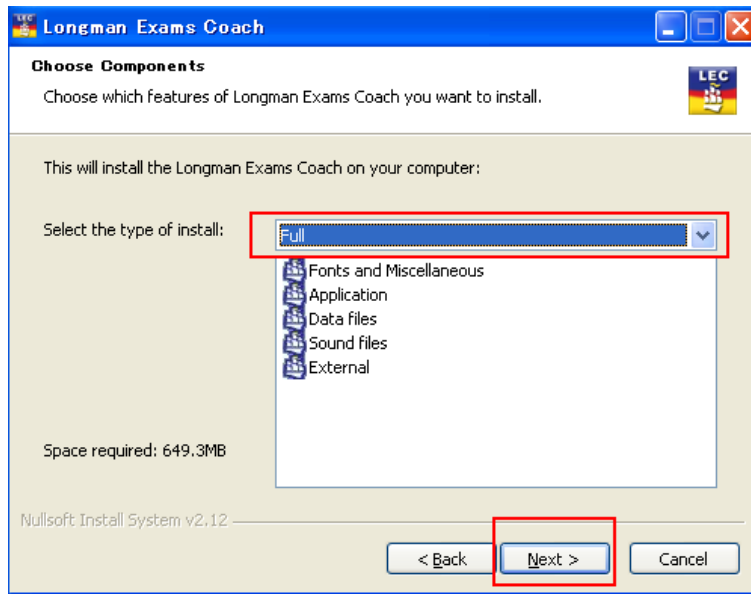 Longman Exams Coach
Choose Components
Choose which features of Longman Exams Coach you want to install.
LEC
This will install the Longman Exams Coach on your computer:
Select the type of install:
Full
Fonts and Miscellaneous
Application
Data files
Sound files
External
Space required: 649.3MB
Nullsoft Install System v2.12
< Back
Next >
Cancel